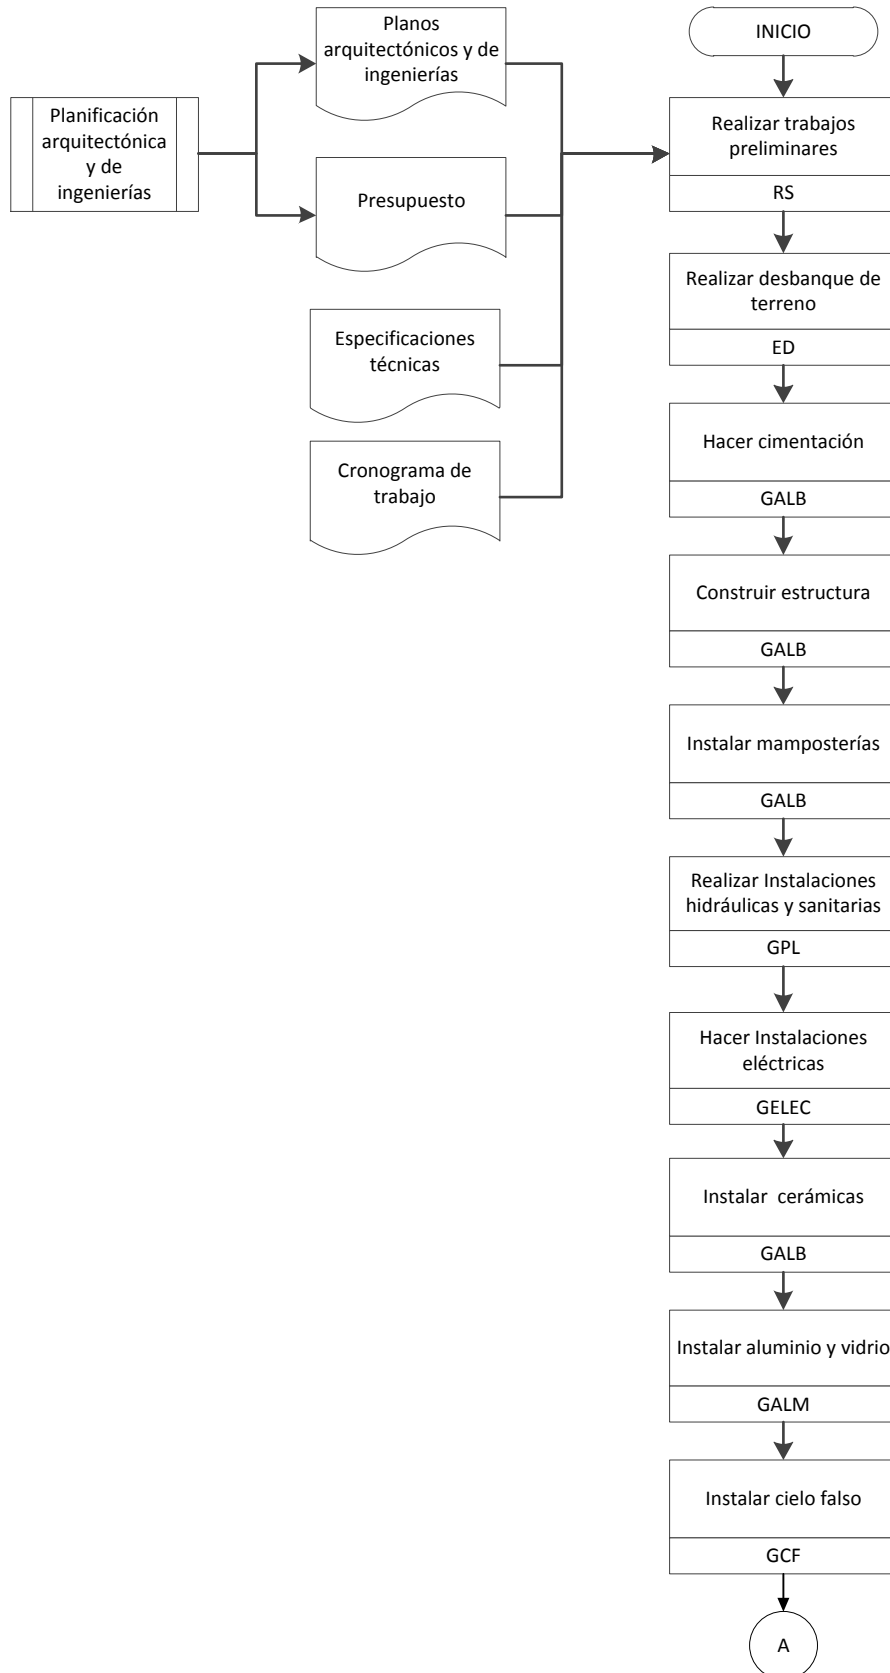 Planificación
arquitectónica
y de
ingenierías
Planos
arquitectónicos y de
ingenierías
Presupuesto
Especificaciones
técnicas
Cronograma de
trabajo
INICIO
Realizar trabajos
preliminares
RS
Realizar desbanque de
terreno
ED
Hacer cimentación
GALB
Construir estructura
GALB
Instalar mamposterías
GALB
Realizar Instalaciones
hidráulicas y sanitarias
GPL
Hacer Instalaciones
eléctricas
GELEC
Instalar  cerámicas
GALB
Instalar aluminio y vidrio
GALM
Instalar cielo falso
GCF
A